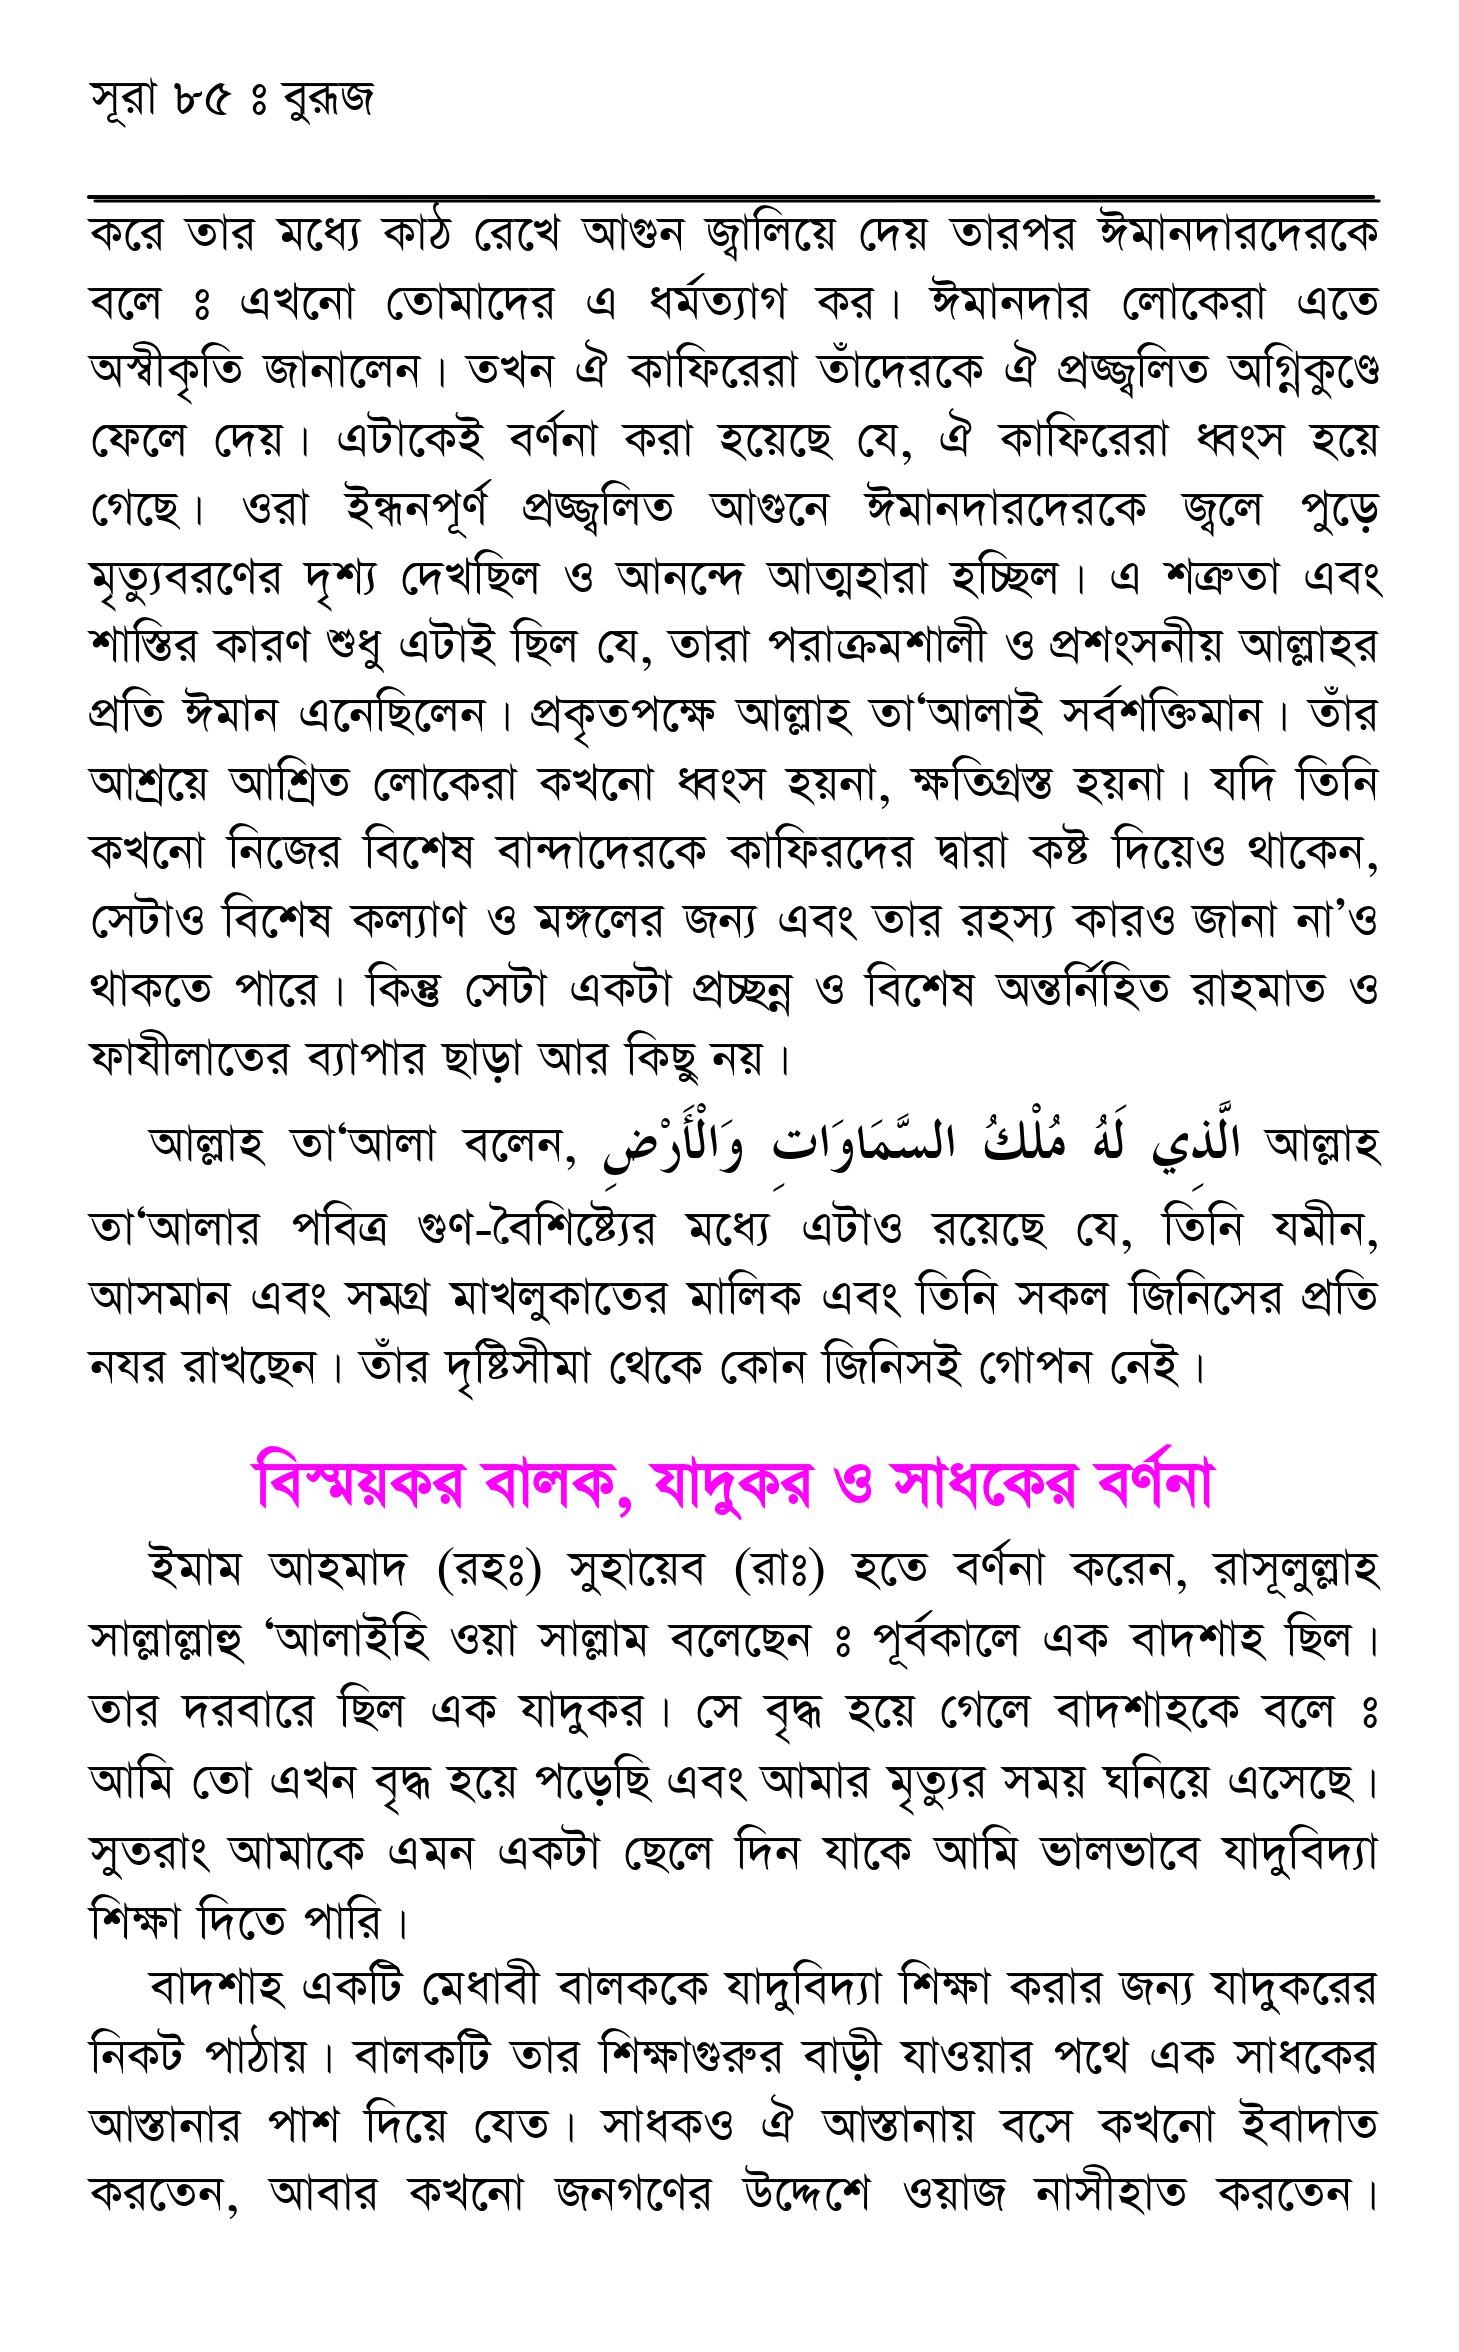 সূরা ৮৫ ঃ বুরূজ
করে তার মধ্যে কাঠ রেখে আগুন জ্বালিয়ে দেয় তারপর ঈমানদারদেরকে
বলে ঃ এখনো তোমাদের এ ধর্মত্যাগ কর। ঈমানদার লোকেরা এতে
অস্বীকৃতি জানালেন। তখন ঐ কাফিরেরা তাঁদেরকে ঐ প্রজ্জ্বলিত অগ্নিকুণ্ডে
ফেলে দেয়। এটাকেই বর্ণনা করা হয়েছে যে, ঐ কাফিরেরা ধ্বংস হয়ে
গেছে। ওরা ইন্ধনপূর্ণ প্রজ্জ্বলিত আগুনে ঈমানদারদেরকে জ্বলে পুড়ে
মৃত্যুবরণের দৃশ্য দেখছিল ও আনন্দে আত্মহারা হচ্ছিল। এ শত্রুতা এবং
শাস্তির কারণ শুধু এটাই ছিল যে, তারা পরাক্রমশালী ও প্রশংসনীয় আল্লাহর
প্রতি ঈমান এনেছিলেন। প্রকৃতপক্ষে আল্লাহ তা‘আলাই সর্বশক্তিমান। তাঁর
আশ্রয়ে আশ্রিত লোকেরা কখনো ধ্বংস হয়না, ক্ষতিগ্রস্ত হয়না। যদি তিনি
কখনো নিজের বিশেষ বান্দাদেরকে কাফিরদের দ্বারা কষ্ট দিয়েও থাকেন,
সেটাও বিশেষ কল্যাণ ও মঙ্গলের জন্য এবং তার রহস্য কারও জানা না’ও
থাকতে পারে। কিন্তু সেটা একটা প্রচ্ছন্ন ও বিশেষ অন্তর্নিহিত রাহমাত ও
ফাযীলাতের ব্যাপার ছাড়া আর কিছু নয়।
আল্লাহ তা‘আলা বলেন, الَّذِي لَهُ مُلْكُ السَّمَاوَاتِ وَالْأَرْضِ আল্লাহ
তা‘আলার পবিত্র গুণ-বৈশিষ্ট্যের মধ্যে এটাও রয়েছে যে, তিনি যমীন,
আসমান এবং সমগ্র মাখলুকাতের মালিক এবং তিনি সকল জিনিসের প্রতি
নযর রাখছেন। তাঁর দৃষ্টিসীমা থেকে কোন জিনিসই গোপন নেই।
বিস্ময়কর বালক, যাদুকর ও সাধকের বর্ণনা
ইমাম আহমাদ (রহঃ) সুহায়েব (রাঃ) হতে বর্ণনা করেন, রাসূলুল্লাহ
সাল্লাল্লাহু ‘আলাইহি ওয়া সাল্লাম বলেছেন ঃ পূর্বকালে এক বাদশাহ ছিল।
তার দরবারে ছিল এক যাদুকর। সে বৃদ্ধ হয়ে গেলে বাদশাহকে বলে ঃ
আমি তো এখন বৃদ্ধ হয়ে পড়েছি এবং আমার মৃত্যুর সময় ঘনিয়ে এসেছে।
সুতরাং আমাকে এমন একটা ছেলে দিন যাকে আমি ভালভাবে যাদুবিদ্যা
শিক্ষা দিতে পারি।
বাদশাহ একটি মেধাবী বালককে যাদুবিদ্যা শিক্ষা করার জন্য যাদুকরের
নিকট পাঠায়। বালকটি তার শিক্ষাগুরুর বাড়ী যাওয়ার পথে এক সাধকের
আস্তানার পাশ দিয়ে যেত। সাধকও ঐ আস্তানায় বসে কখনো ইবাদাত
করতেন, আবার কখনো জনগণের উদ্দেশে ওয়াজ নাসীহাত করতেন।